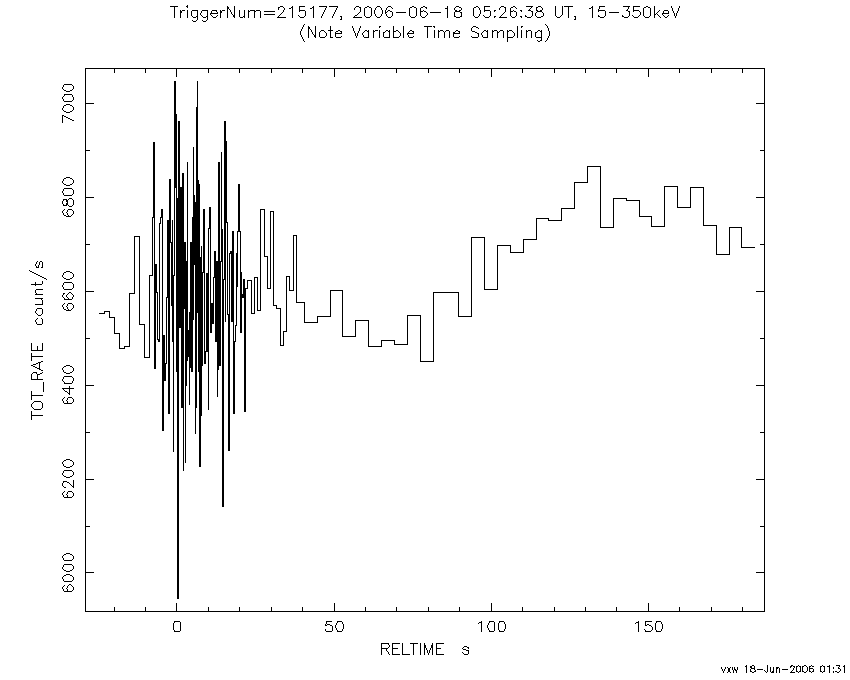 TriggerNum=215177, 2006-06-18 05:26:38 UT, 15-350keV
(Note Variable Time Sampling)
TOT_RATE count/s
7000
6800
6600
6400
6200
6000
0 50 100 150
RELTIME s
vxw 18-Jun-2006 01:31